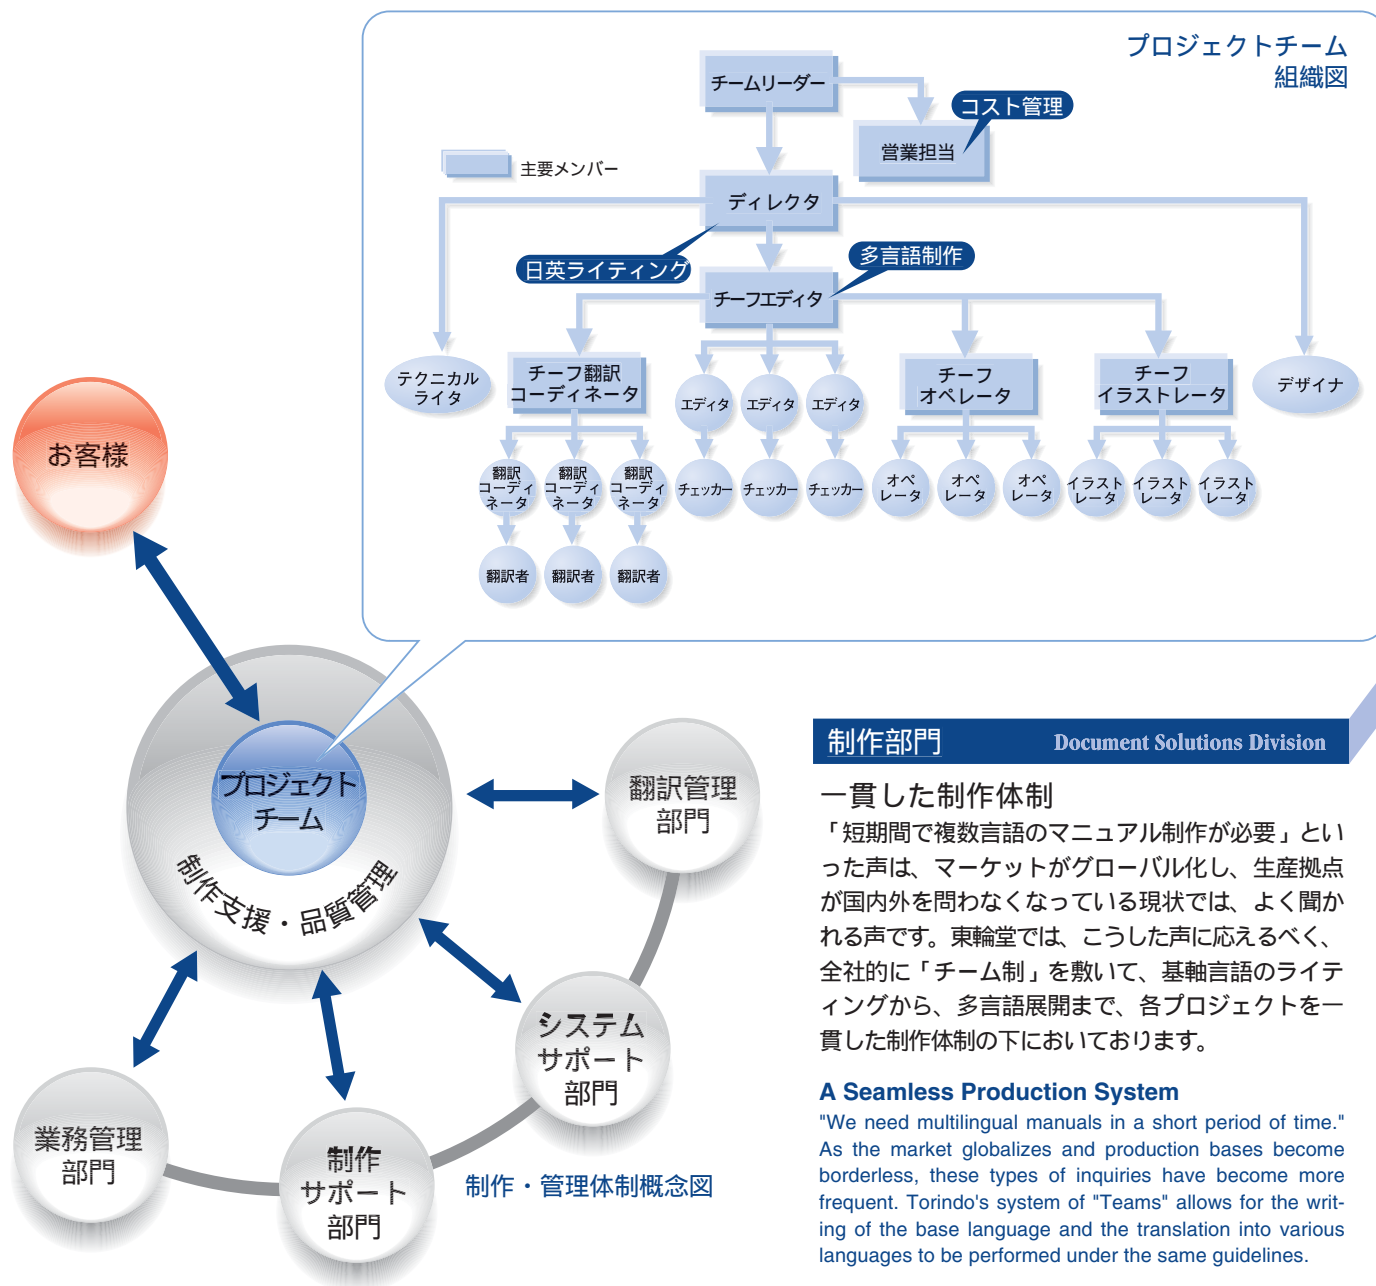 プロジェクトチーム
組織図
チームリーダー
コスト管理
営業担当
主要メンバー
ディレクタ
日英ライティング
多言語制作
チーフエディタ
テクニカル
ライタ
チーフ翻訳
コーディネータ
エディタ
エディタ
エディタ
チーフ
オペレータ
チーフ
イラストレータ
デザイナ
翻訳
コーディ
ネータ
翻訳
コーディ
ネータ
翻訳
コーディ
ネータ
チェッカー
チェッカー
チェッカー
オペ
レータ
オペ
レータ
オペ
レータ
イラスト
レータ
イラスト
レータ
イラスト
レータ
翻訳者
翻訳者
翻訳者
お客様
プロジェクト
チーム
制作支援・品質管理
翻訳管理
部門
システム
サポート
部門
制作
サポート
部門
業務管理
部門
制作・管理体制概念図
制作部門 Document Solutions Division
一貫した制作体制
「短期間で複数言語のマニュアル制作が必要」とい
った声は、マーケットがグローバル化し、生産拠点
が国内外を問わなくなっている現状では、よく聞か
れる声です。東輪堂では、こうした声に応えるべく、
全社的に「チーム制」を敷いて、基軸言語のライテ
ィングから、多言語展開まで、各プロジェクトを一
貫した制作体制の下においております。
A Seamless Production System
"We need multilingual manuals in a short period of time."
As the market globalizes and production bases become
borderless, these types of inquiries have become more
frequent. Torindo's system of "Teams" allows for the writ-
ing of the base language and the translation into various
languages to be performed under the same guidelines.